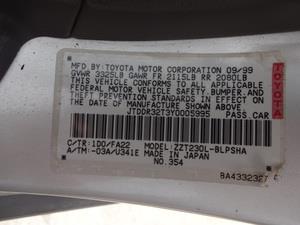 MFD. BY: TOYOTA MOTOR CORPORATION 09/99
GVWR 3325LB GAWR FR 2115LB RR 2080LB
THIS VEHICLE CONFORMS TO ALL APPLICABLE
FEDERAL MOTOR VEHICLE SAFETY, BUMPER, AND
THEFT PREVENTION STANDARDS IN EFFECT ON
THE DATE OF MANUFACTURE SHOWN ABOVE.
JTDDR32T3Y0005995 PASS.CAR
C/TR: 1D0/FA22 MODEL: ZZT230L-BLPSHA
A/TM: -03A/U341E MADE IN JAPAN
NO.354
TOYOTA